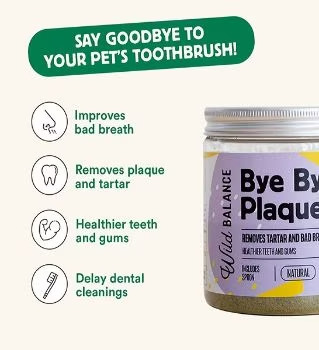 SAY GOODBYE TO
YOUR PET'S TOOTHBRUSH!
Improves
bad breath
Removes plaque
and tartar
Healthier teeth
and gums
Delay dental
cleanings
Wild BALANCE
Bye By
Plaque
REMOVES TARTAR AND BAD BR
HEALTHIER TEETH AND GUMS
INCLUDES
SPOON
NATURAL